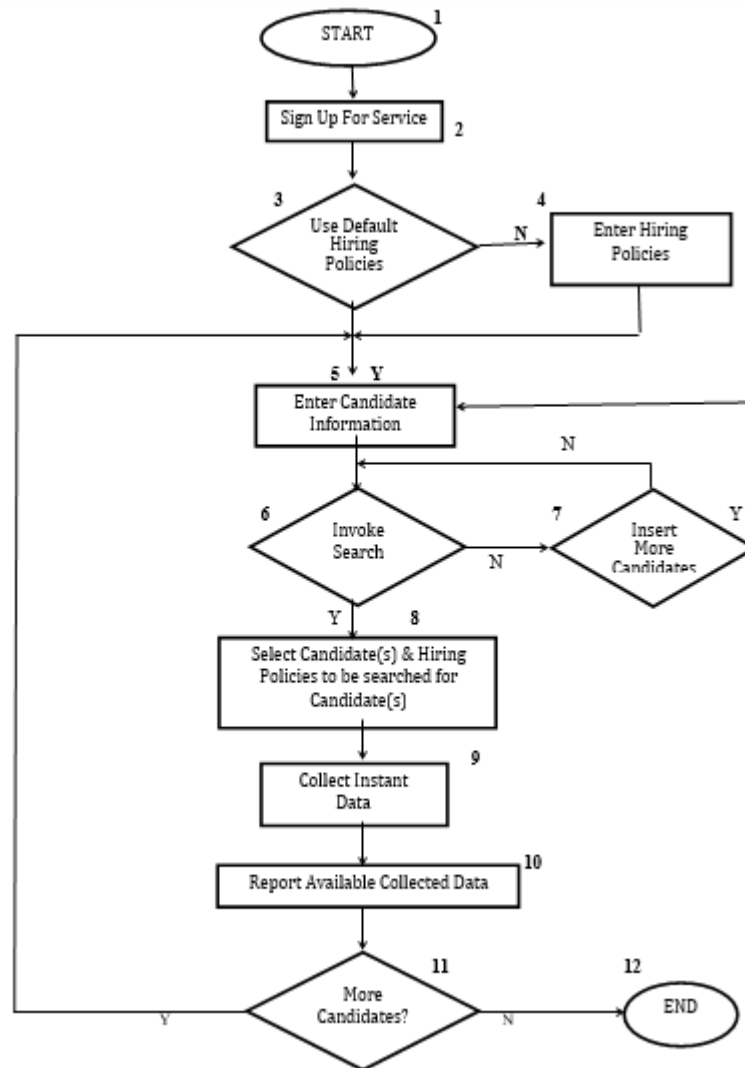 1
START
Sign Up For Service
2
3
4
Use Default
Hiring
Policies
N
Enter Hiring
Policies
5 Y
Enter Candidate
Information
N
6
7
Y
Invoke
Search
N
Insert
More
Candidates
Y
8
Select Candidate(s) & Hiring
Policies to be searched for
Candidate(s)
9
Collect Instant
Data
10
Report Available Collected Data
11
12
More
Candidates?
Y
N
END